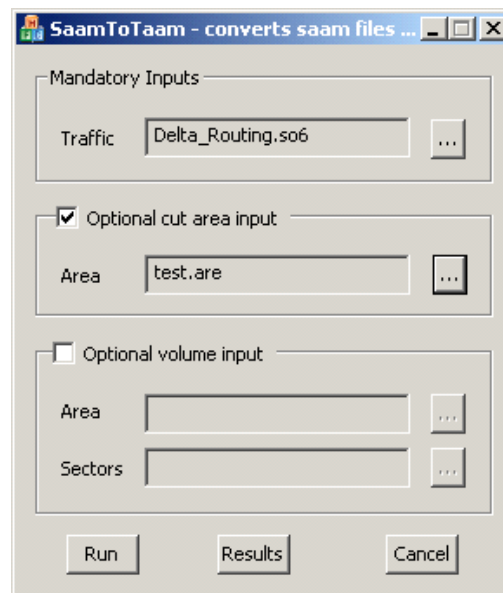 SaamToTaam - converts saam files ...
Mandatory Inputs
Traffic Delta_Routing.so6 ...
Optional cut area input
Area test.are ...
Optional volume input
Area ...
Sectors ...
Run Results Cancel